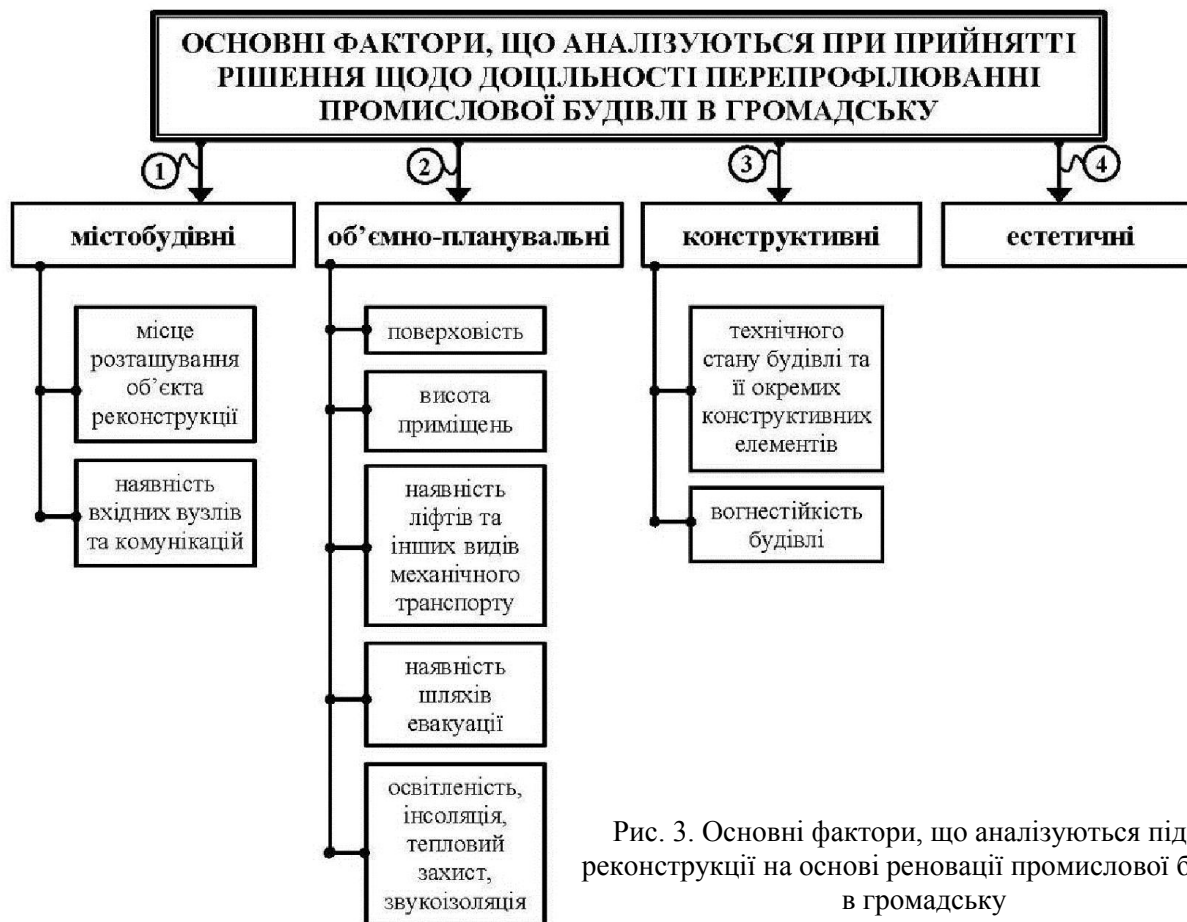 ОСНОВНІ ФАКТОРИ, ЩО АНАЛІЗУЮТЬСЯ ПРИ ПРИЙНЯТТІ
РІШЕННЯ ЩОДО ДОЦІЛЬНОСТІ ПЕРЕПРОФІЛЮВАННІ
ПРОМИСЛОВОЇ БУДІВЛІ В ГРОМАДСЬКУ
1
2
3
4
містобудівні
об’ємно-планувальні
конструктивні
естетичні
місце
розташування
об’єкта
реконструкції
наявність
вхідних вузлів
та комунікацій
поверховість
висота
приміщень
наявність
ліфтів та
інших видів
механічного
транспорту
наявність
шляхів
евакуації
освітленість,
інсоляція,
тепловий
захист,
звукоізоляція
технічного
стану будівлі та
її окремих
конструктивних
елементів
вогнестійкість
будівлі
Рис. 3. Основні фактори, що аналізуються під
реконструкції на основі реновації промислової
в громадську